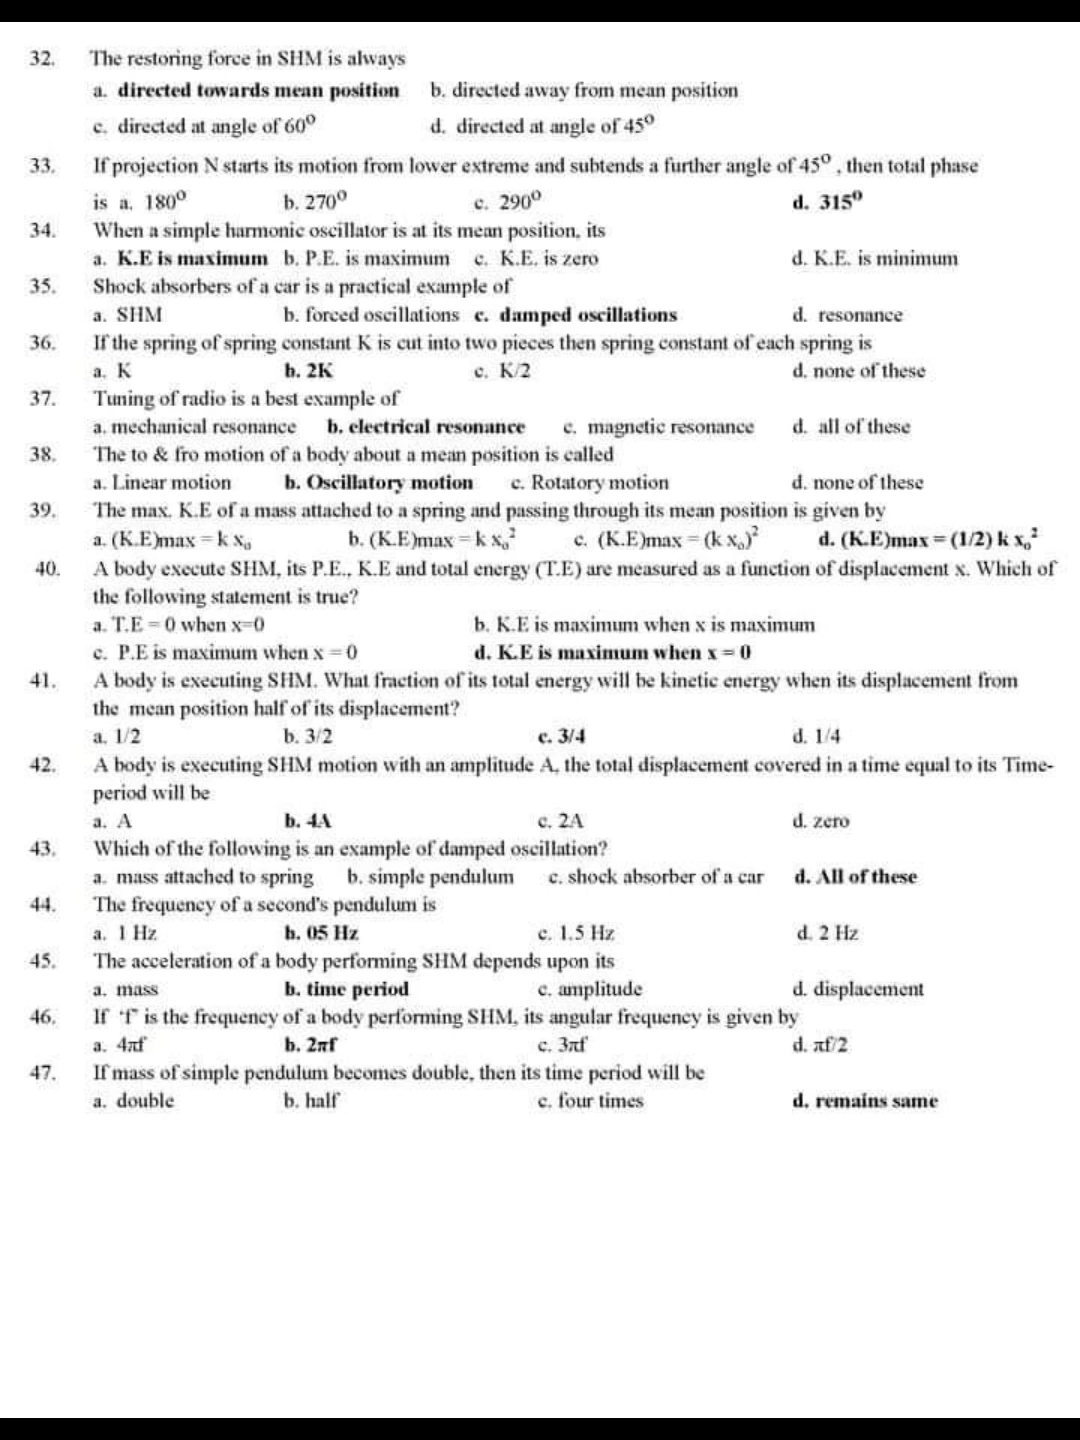 32. The restoring force in SHM is always
a. directed towards mean position b. directed away from mean position
c. directed at angle of 60⁰ d. directed at angle of 45⁰
33. If projection N starts its motion from lower extreme and subtends a further angle of 45⁰ , then total phase
is a. 180⁰ b. 270⁰ c. 290⁰ d. 315⁰
34. When a simple harmonic oscillator is at its mean position, its
a. K.E is maximum b. P.E. is maximum c. K.E. is zero d. K.E. is minimum
35. Shock absorbers of a car is a practical example of
a. SHM b. forced oscillations c. damped oscillations d. resonance
36. If the spring of spring constant K is cut into two pieces then spring constant of each spring is
a. K b. 2K c. K/2 d. none of these
37. Tuning of radio is a best example of
a. mechanical resonance b. electrical resonance c. magnetic resonance d. all of these
38. The to & fro motion of a body about a mean position is called
a. Linear motion b. Oscillatory motion c. Rotatory motion d. none of these
39. The max. K.E of a mass attached to a spring and passing through its mean position is given by
a. (K.E)max = k xₒ b. (K.E)max = k xₒ² c. (K.E)max = (k xₒ)² d. (K.E)max = (1/2) k xₒ²
40. A body execute SHM, its P.E., K.E and total energy (T.E) are measured as a function of displacement x. Which of
the following statement is true?
a. T.E = 0 when x=0 b. K.E is maximum when x is maximum
c. P.E is maximum when x = 0 d. K.E is maximum when x = 0
41. A body is executing SHM. What fraction of its total energy will be kinetic energy when its displacement from
the mean position half of its displacement?
a. 1/2 b. 3/2 c. 3/4 d. 1/4
42. A body is executing SHM motion with an amplitude A, the total displacement covered in a time equal to its Time-
period will be
a. A b. 4A c. 2A d. zero
43. Which of the following is an example of damped oscillation?
a. mass attached to spring b. simple pendulum c. shock absorber of a car d. All of these
44. The frequency of a second's pendulum is
a. 1 Hz b. 05 Hz c. 1.5 Hz d. 2 Hz
45. The acceleration of a body performing SHM depends upon its
a. mass b. time period c. amplitude d. displacement
46. If 'f' is the frequency of a body performing SHM, its angular frequency is given by
a. 4πf b. 2πf c. 3πf d. πf/2
47. If mass of simple pendulum becomes double, then its time period will be
a. double b. half c. four times d. remains same